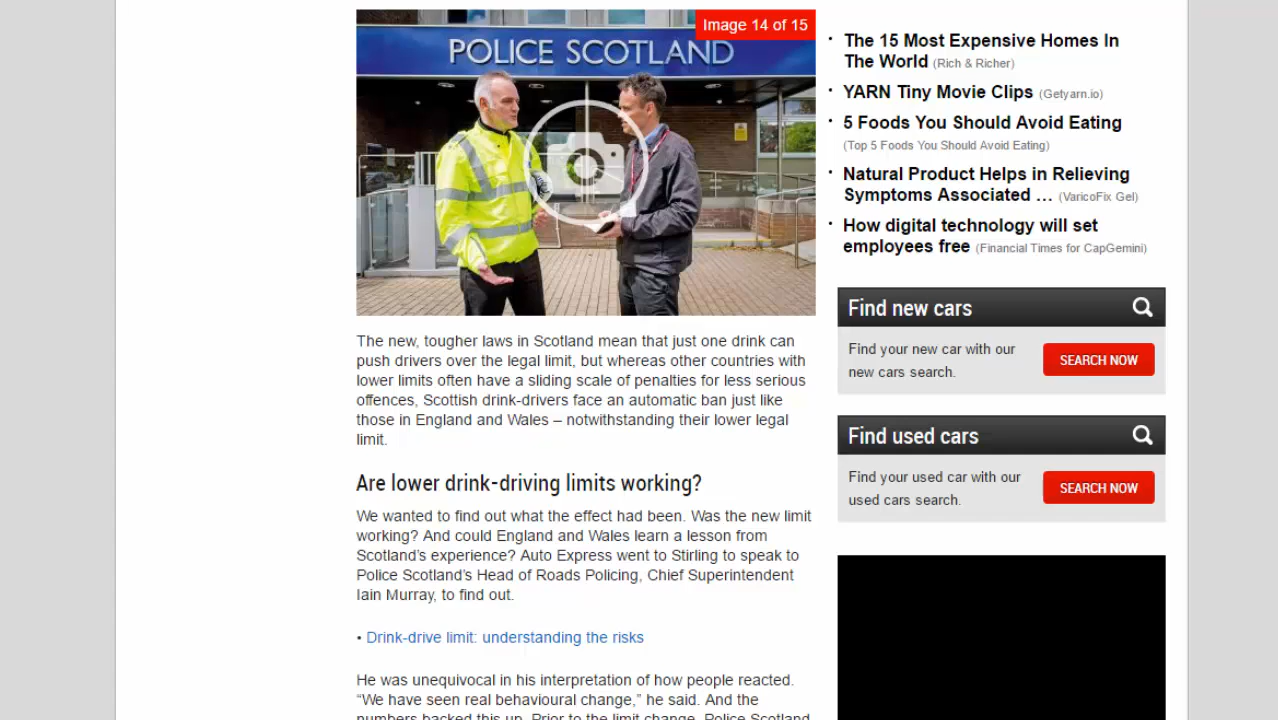 Image 14 of 15
POLICE SCOTLAND
The new, tougher laws in Scotland mean that just one drink can
push drivers over the legal limit, but whereas other countries with
lower limits often have a sliding scale of penalties for less serious
offences, Scottish drink-drivers face an automatic ban just like
those in England and Wales – notwithstanding their lower legal
limit.
Are lower drink-driving limits working?
We wanted to find out what the effect had been. Was the new limit
working? And could England and Wales learn a lesson from
Scotland's experience? Auto Express went to Stirling to speak to
Police Scotland's Head of Roads Policing, Chief Superintendent
Iain Murray, to find out.
• Drink-drive limit: understanding the risks
He was unequivocal in his interpretation of how people reacted.
“We have seen real behavioural change,” he said. And the
numbers backed this up. Prior to the limit change, Police Scotland
· The 15 Most Expensive Homes In
The World (Rich & Richer)
· YARN Tiny Movie Clips (Getyarn.io)
· 5 Foods You Should Avoid Eating
(Top 5 Foods You Should Avoid Eating)
· Natural Product Helps in Relieving
Symptoms Associated … (VaricoFix Gel)
· How digital technology will set
employees free (Financial Times for CapGemini)
Find new cars
Find your new car with our
new cars search.
SEARCH NOW
Find used cars
Find your used car with our
used cars search.
SEARCH NOW